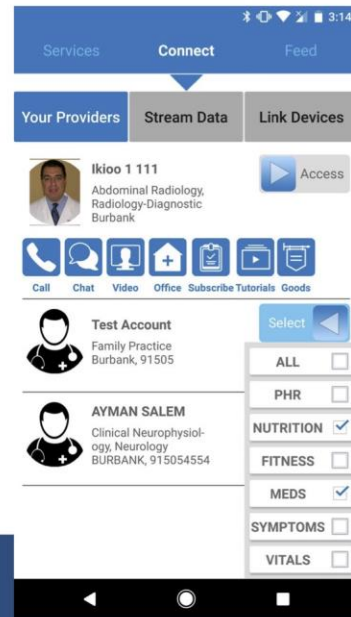 3:14
Services Connect Feed
Your Providers Stream Data Link Devices
Ikioo 1 111
Abdominal Radiology,
Radiology-Diagnostic
Burbank
Access
Call Chat Video Office Subscribe Tutorials Goods
Test Account
Family Practice
Burbank, 91505
Select
ALL
PHR
NUTRITION
FITNESS
MEDS
SYMPTOMS
VITALS
AYMAN SALEM
Clinical Neurophysiol-
ogy, Neurology
BURBANK, 915054554